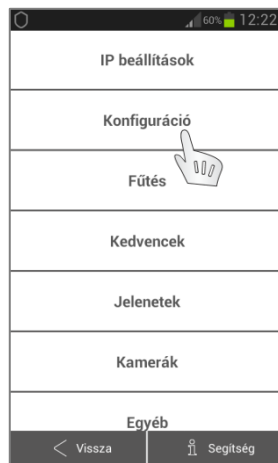 60% 12:22
IP beállítások
Konfiguráció
Fűtés
Kedvencek
Jelenetek
Kamerák
Egyéb
Vissza
Segítség